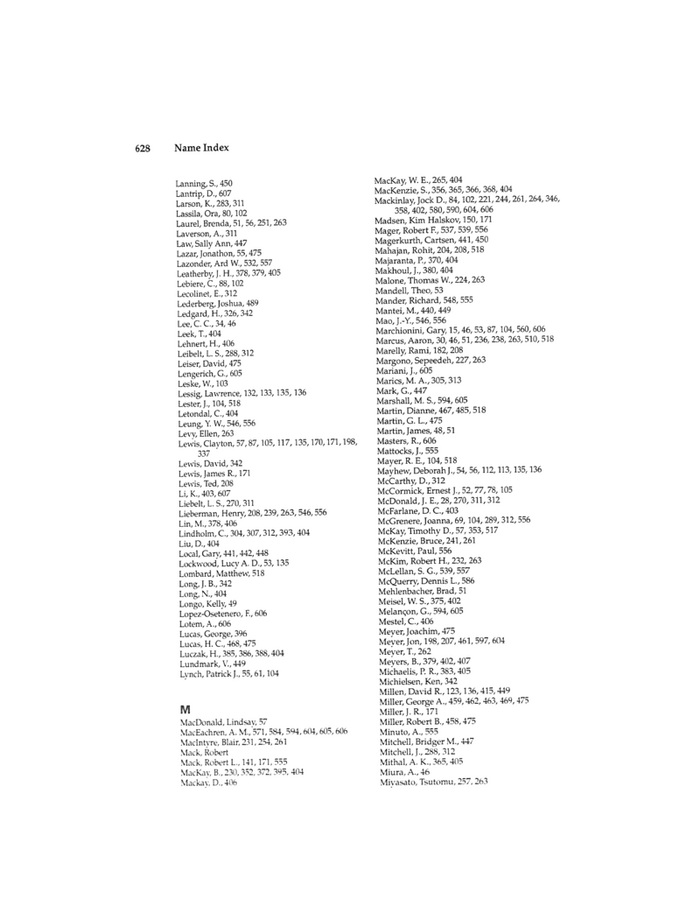 628 Name Index
Lanning, S., 450
Lantrip, D., 607
Larson, K., 283, 311
Lassila, Ora, 80, 102
Laurel, Brenda, 51, 56, 251, 263
Laverson, A., 311
Law, Sally Ann, 447
Lazar, Jonathon, 55, 475
Lazonder, Ard W., 532, 557
Leatherby, J. H., 378, 379, 405
Lebiere, C., 88, 102
Lecolinet, E., 312
Lederberg, Joshua, 489
Ledgard, H., 326, 342
Lee, C. C., 34, 46
Leek, T., 404
Lehnert, H., 406
Leibelt, L. S., 288, 312
Leiser, David, 475
Lengerich, G., 605
Leske, W., 103
Lessig, Lawrence, 132, 133, 135, 136
Lester, J., 104, 518
Letondal, C., 404
Leung, Y. W., 546, 556
Levy, Ellen, 263
Lewis, Clayton, 57, 87, 105, 117, 135, 170, 171, 198,
337
Lewis, David, 342
Lewis, James R., 171
Lewis, Ted, 208
Li, K., 403, 607
Liebelt, L. S., 270, 311
Lieberman, Henry, 208, 239, 263, 546, 556
Lin, M., 378, 406
Lindholm, C., 304, 307, 312, 393, 404
Liu, D., 404
Local, Gary, 441, 442, 448
Lockwood, Lucy A. D., 53, 135
Lombard, Matthew, 518
Long, J. B., 342
Long, N., 404
Longo, Kelly, 49
Lopez-Osetenero, F., 606
Lotem, A., 606
Lucas, George, 396
Lucas, H. C., 468, 475
Luczak, H., 385, 386, 388, 404
Lundmark, V., 449
Lynch, Patrick J., 55, 61, 104
M
MacDonald, Lindsay, 57
MacEachren, A. M., 571, 584, 594, 604, 605, 606
MacIntyre, Blair, 231, 254, 261
Mack, Robert
Mack, Robert L., 141, 171, 555
MacKay, B., 230, 352, 372, 395, 404
Mackay, D., 406
MacKay, W. E., 265, 404
MacKenzie, S., 356, 365, 366, 368, 404
Mackinlay, Jock D., 84, 102, 221, 244, 261, 264, 346,
358, 402, 580, 590, 604, 606
Madsen, Kim Halskov, 150, 171
Mager, Robert F., 537, 539, 556
Magerkurth, Cartsen, 441, 450
Mahajan, Rohit, 204, 208, 518
Majaranta, P., 370, 404
Makhoul, J., 380, 404
Malone, Thomas W., 224, 263
Mandell, Theo, 53
Mander, Richard, 548, 555
Mantei, M., 440, 449
Mao, J.-Y., 546, 556
Marchionini, Gary, 15, 46, 53, 87, 104, 560, 606
Marcus, Aaron, 30, 46, 51, 236, 238, 263, 510, 518
Marelly, Rami, 182, 208
Margono, Sepeedeh, 227, 263
Mariani, J., 605
Marics, M. A., 305, 313
Mark, G., 447
Marshall, M. S., 594, 605
Martin, Dianne, 467, 485, 518
Martin, G. L., 475
Martin, James, 48, 51
Masters, R., 606
Mattocks, J., 555
Mayer, R. E., 104, 518
Mayhew, Deborah J., 54, 56, 112, 113, 135, 136
McCarthy, D., 312
McCormick, Ernest J., 52, 77, 78, 105
McDonald, J. E., 28, 270, 311, 312
McFarlane, D. C., 403
McGrenere, Joanna, 69, 104, 289, 312, 556
McKay, Timothy D., 57, 353, 517
McKenzie, Bruce, 241, 261
McKevitt, Paul, 556
McKim, Robert H., 232, 263
McLellan, S. G., 539, 557
McQuerry, Dennis L., 586
Mehlenbacher, Brad, 51
Meisel, W. S., 375, 402
Melançon, G., 594, 605
Mestel, C., 406
Meyer, Joachim, 475
Meyer, Jon, 198, 207, 461, 597, 604
Meyer, T., 262
Meyers, B., 379, 402, 407
Michaelis, P. R., 383, 405
Michielsen, Ken, 342
Millen, David R., 123, 136, 415, 449
Miller, George A., 459, 462, 463, 469, 475
Miller, J. R., 171
Miller, Robert B., 458, 475
Minuto, A., 555
Mitchell, Bridger M., 447
Mitchell, J., 288, 312
Mithal, A. K., 365, 405
Miura, A., 46
Miyasato, Tsutomu, 257, 263